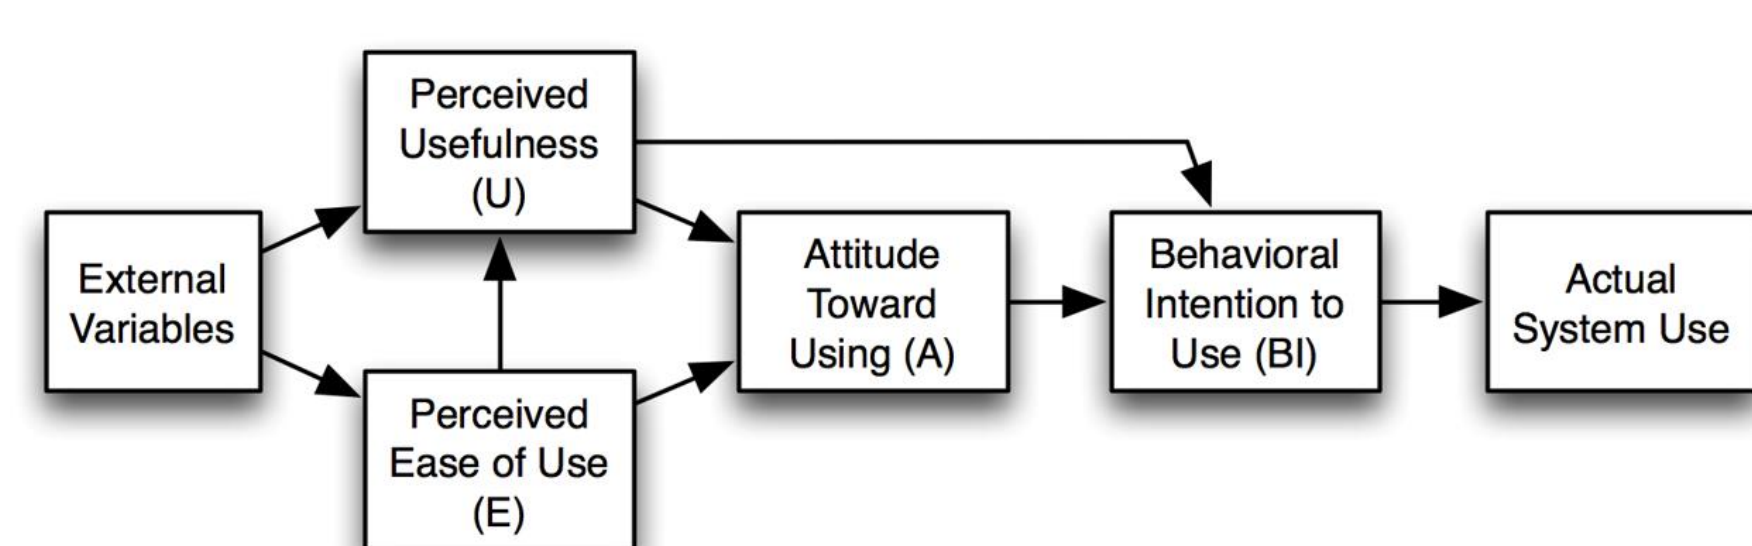 Perceived
Usefulness
(U)
External
Variables
Perceived
Ease of Use
(E)
Attitude
Toward
Using (A)
Behavioral
Intention to
Use (BI)
Actual
System Use